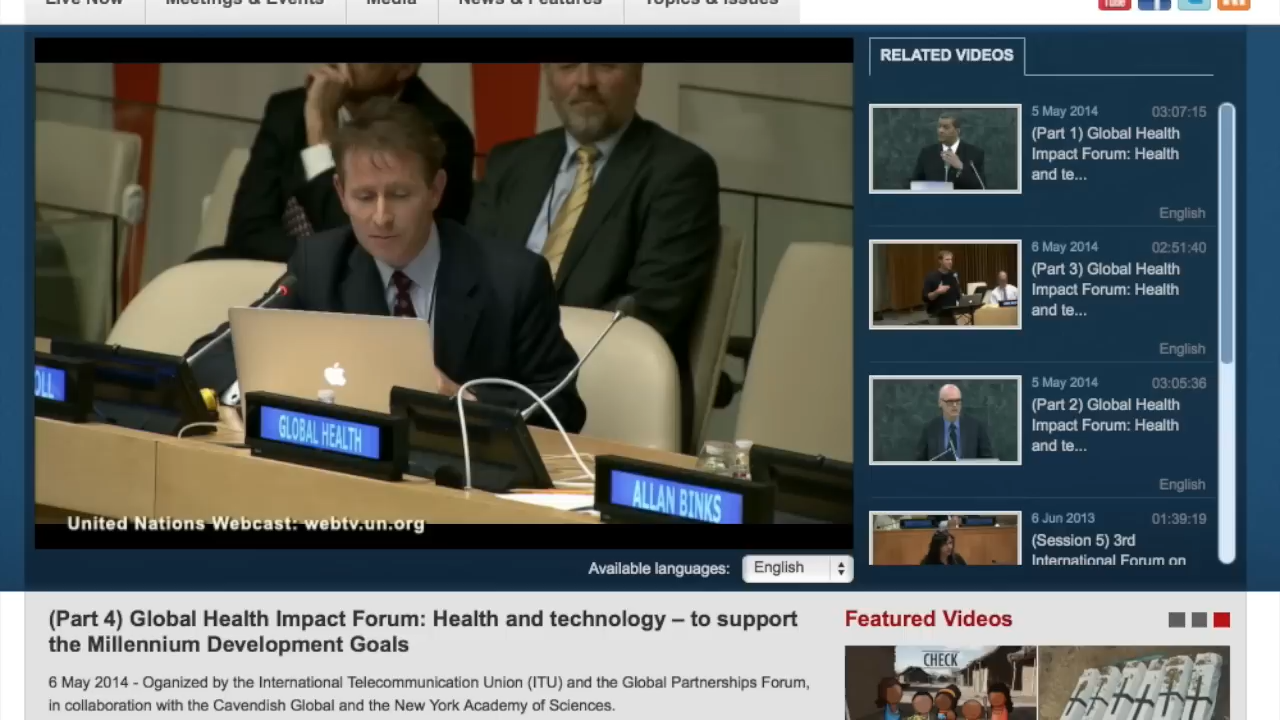 Live Now
Meetings & Events
Media
News & Features
Topics & Issues
Tube
RELATED VIDEOS
5 May 2014
03:07:15
(Part 1) Global Health
Impact Forum: Health
and te...
English
6 May 2014
02:51:40
(Part 3) Global Health
Impact Forum: Health
and te...
English
5 May 2014
03:05:36
(Part 2) Global Health
Impact Forum: Health
and te...
English
6 Jun 2013
01:39:19
(Session 5) 3rd
International Forum on
OLL
GLOBAL HEALTH
ALLAN BINKS
United Nations Webcast: webtv.un.org
Available languages:
English
(Part 4) Global Health Impact Forum: Health and technology – to support
the Millennium Development Goals
6 May 2014 - Oganized by the International Telecommunication Union (ITU) and the Global Partnerships Forum,
in collaboration with the Cavendish Global and the New York Academy of Sciences.
Featured Videos
CHECK